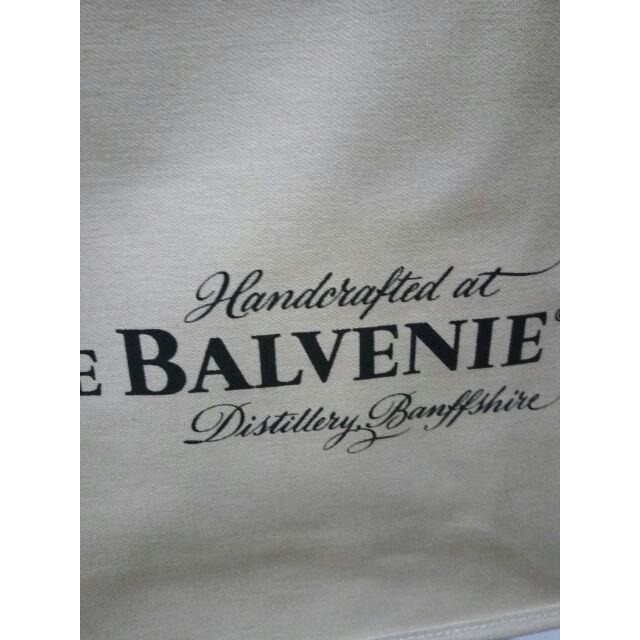 Handcrafted at
E BALVENIE
Distillery, Banffshire